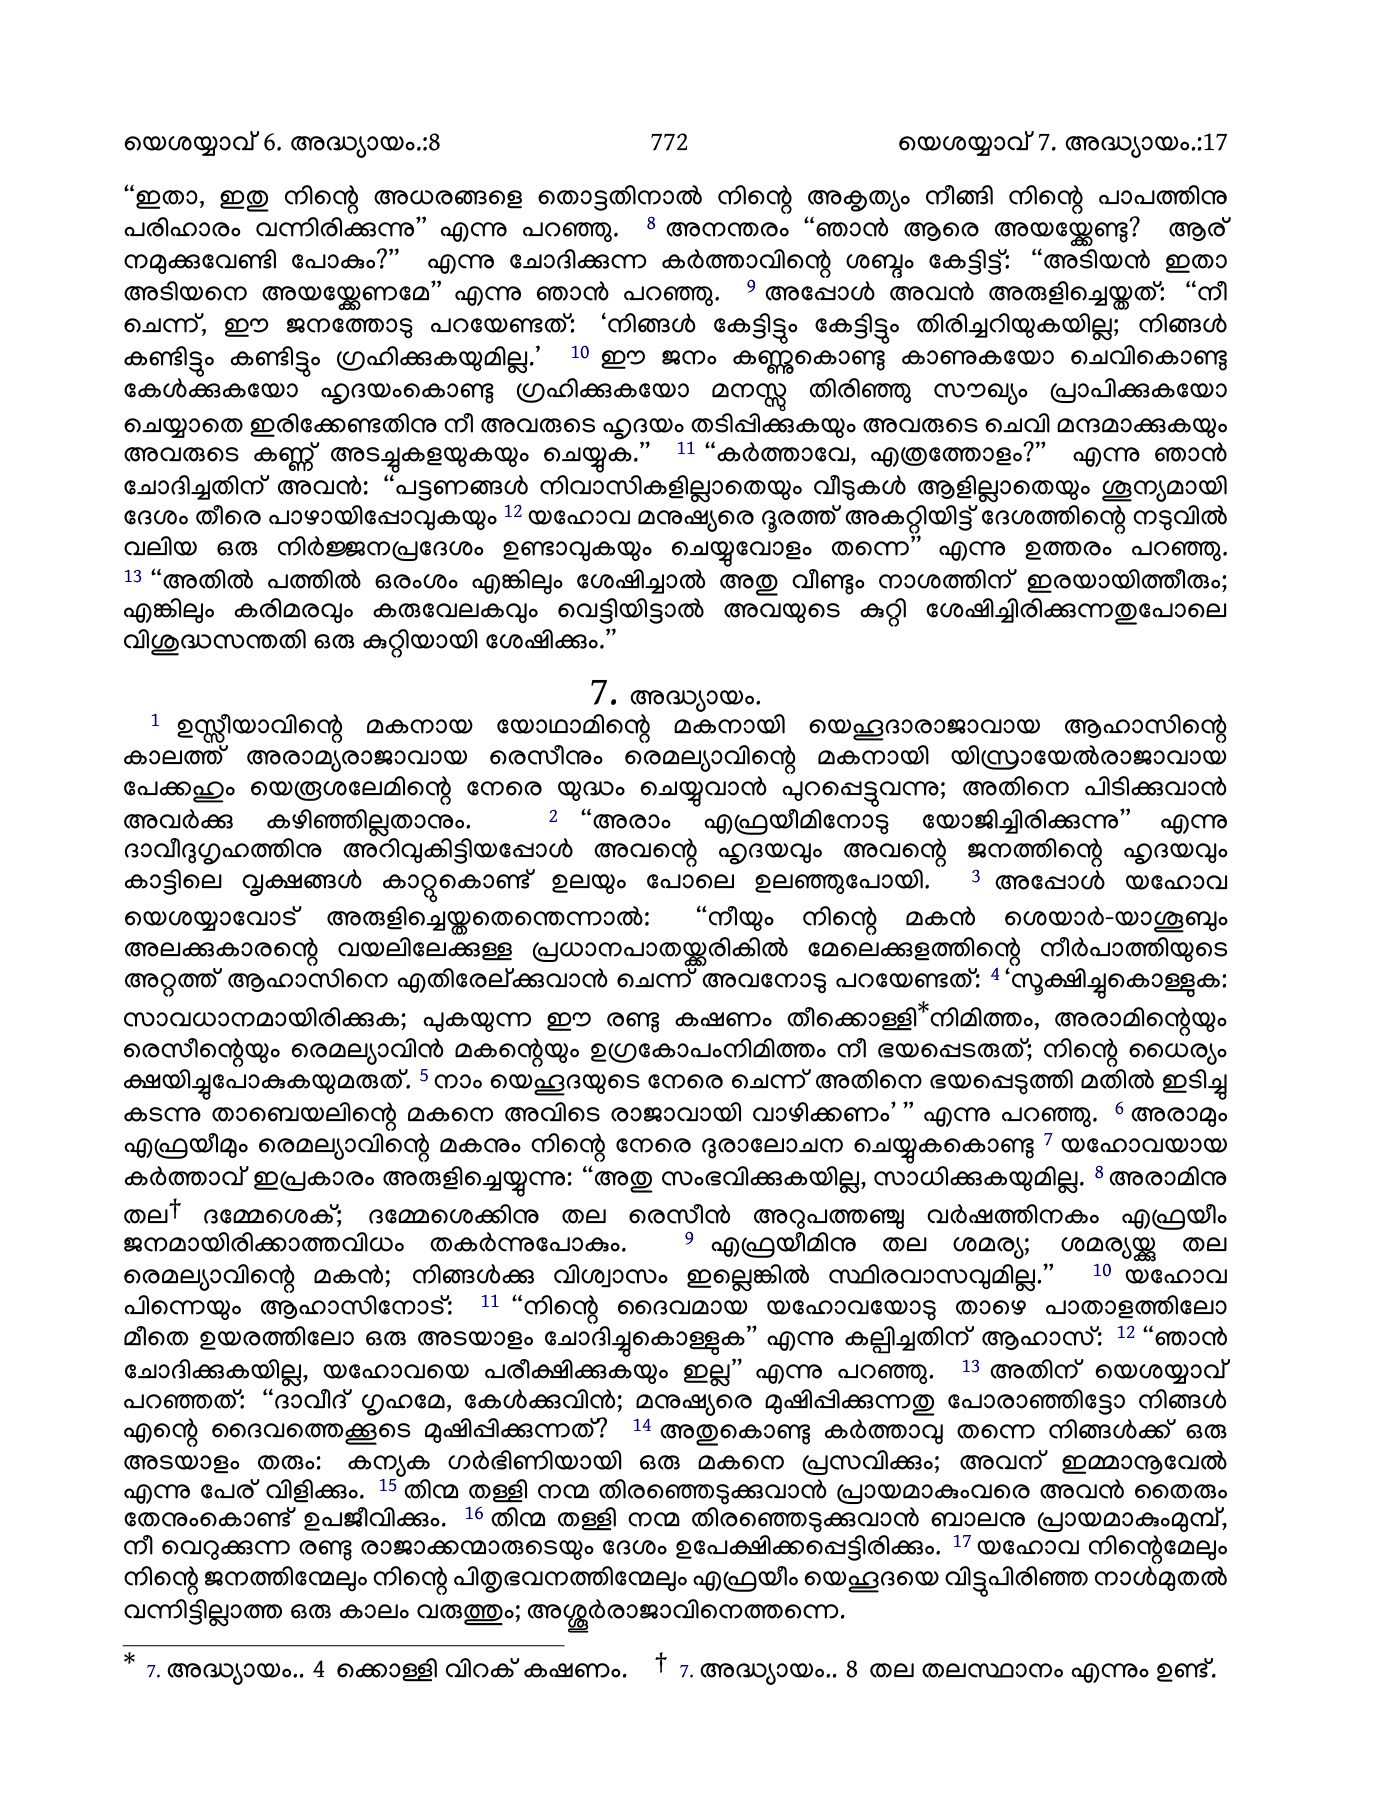 യെശയ്യാവ് 6. അദ്ധ്യായം.:8 772 യെശയ്യാവ് 7. അദ്ധ്യായം.:17
“ഇതാ, ഇതു നിന്റെ അധരങ്ങളെ തൊട്ടതിനാൽ നിന്റെ അകൃത്യം നീങ്ങി നിന്റെ പാപത്തിനു
പരിഹാരം വന്നിരിക്കുന്നു” എന്നു പറഞ്ഞു. 8 അനന്തരം “ഞാൻ ആരെ അയയ്ക്കേണ്ടു? ആര്
നമുക്കുവേണ്ടി പോകും?” എന്നു ചോദിക്കുന്ന കർത്താവിന്റെ ശബ്ദം കേട്ടിട്ട്: “അടിയൻ ഇതാ
അടിയനെ അയയ്ക്കേണമേ” എന്നു ഞാൻ പറഞ്ഞു. 9 അപ്പോൾ അവൻ അരുളിച്ചെയ്തത്: “നീ
ചെന്ന്, ഈ ജനത്തോടു പറയേണ്ടത്: ‘നിങ്ങൾ കേട്ടിട്ടും കേട്ടിട്ടും തിരിച്ചറിയുകയില്ല; നിങ്ങൾ
കണ്ടിട്ടും കണ്ടിട്ടും ഗ്രഹിക്കുകയുമില്ല.’ 10 ഈ ജനം കണ്ണുകൊണ്ടു കാണുകയോ ചെവികൊണ്ടു
കേൾക്കുകയോ ഹൃദയംകൊണ്ടു ഗ്രഹിക്കുകയോ മനസ്സു തിരിഞ്ഞു സൗഖ്യം പ്രാപിക്കുകയോ
ചെയ്യാതെ ഇരിക്കേണ്ടതിനു നീ അവരുടെ ഹൃദയം തടിപ്പിക്കുകയും അവരുടെ ചെവി മന്ദമാക്കുകയും
അവരുടെ കണ്ണ് അടച്ചുകളയുകയും ചെയ്യുക.” 11 “കർത്താവേ, എത്രത്തോളം?” എന്നു ഞാൻ
ചോദിച്ചതിന് അവൻ: “പട്ടണങ്ങൾ നിവാസികളില്ലാതെയും വീടുകൾ ആളില്ലാതെയും ശൂന്യമായി
ദേശം തീരെ പാഴായിപ്പോവുകയും 12 യഹോവ മനുഷ്യരെ ദൂരത്ത് അകറ്റിയിട്ട് ദേശത്തിന്റെ നടുവിൽ
വലിയ ഒരു നിർജ്ജനപ്രദേശം ഉണ്ടാവുകയും ചെയ്യുവോളം തന്നെ” എന്നു ഉത്തരം പറഞ്ഞു.
13 “അതിൽ പത്തിൽ ഒരംശം എങ്കിലും ശേഷിച്ചാൽ അതു വീണ്ടും നാശത്തിന് ഇരയായിത്തീരും;
എങ്കിലും കരിമരവും കരുവേലകവും വെട്ടിയിട്ടാൽ അവയുടെ കുറ്റി ശേഷിച്ചിരിക്കുന്നതുപോലെ
വിശുദ്ധസന്തതി ഒരു കുറ്റിയായി ശേഷിക്കും.”
7. അദ്ധ്യായം.
1 ഉസ്സീയാവിന്റെ മകനായ യോഥാമിന്റെ മകനായി യെഹൂദാരാജാവായ ആഹാസിന്റെ
കാലത്ത് അരാമ്യരാജാവായ രെസീനും രെമല്യാവിന്റെ മകനായി യിസ്രായേൽരാജാവായ
പേക്കഹും യെരൂശലേമിന്റെ നേരെ യുദ്ധം ചെയ്യുവാൻ പുറപ്പെട്ടുവന്നു; അതിനെ പിടിക്കുവാൻ
അവർക്കു കഴിഞ്ഞില്ലതാനും. 2 “അരാം എഫ്രയീമിനോടു യോജിച്ചിരിക്കുന്നു” എന്നു
ദാവീദുഗൃഹത്തിനു അറിവുകിട്ടിയപ്പോൾ അവന്റെ ഹൃദയവും അവന്റെ ജനത്തിന്റെ ഹൃദയവും
കാട്ടിലെ വൃക്ഷങ്ങൾ കാറ്റുകൊണ്ട് ഉലയും പോലെ ഉലഞ്ഞുപോയി. 3 അപ്പോൾ യഹോവ
യെശയ്യാവോട് അരുളിച്ചെയ്തതെന്തെന്നാൽ: “നീയും നിന്റെ മകൻ ശെയാർ-യാശൂബും
അലക്കുകാരന്റെ വയലിലേക്കുള്ള പ്രധാനപാതയ്ക്കരികിൽ മേലെക്കുളത്തിന്റെ നീർപാത്തിയുടെ
അറ്റത്ത് ആഹാസിനെ എതിരേല്ക്കുവാൻ ചെന്ന് അവനോടു പറയേണ്ടത്: 4 ‘സൂക്ഷിച്ചുകൊള്ളുക:
സാവധാനമായിരിക്കുക; പുകയുന്ന ഈ രണ്ടു കഷണം തീക്കൊള്ളി*നിമിത്തം, അരാമിന്റെയും
രെസീന്റെയും രെമല്യാവിൻ മകന്റെയും ഉഗ്രകോപംനിമിത്തം നീ ഭയപ്പെടരുത്; നിന്റെ ധൈര്യം
ക്ഷയിച്ചുപോകുകയുമരുത്. 5 നാം യെഹൂദയുടെ നേരെ ചെന്ന് അതിനെ ഭയപ്പെടുത്തി മതിൽ ഇടിച്ചു
കടന്നു താബെയലിന്റെ മകനെ അവിടെ രാജാവായി വാഴിക്കണം’ ” എന്നു പറഞ്ഞു. 6 അരാമും
എഫ്രയീമും രെമല്യാവിന്റെ മകനും നിന്റെ നേരെ ദുരാലോചന ചെയ്യുകകൊണ്ടു 7 യഹോവയായ
കർത്താവ് ഇപ്രകാരം അരുളിച്ചെയ്യുന്നു: “അതു സംഭവിക്കുകയില്ല, സാധിക്കുകയുമില്ല. 8 അരാമിനു
തല† ദമ്മേശെക്; ദമ്മേശെക്കിനു തല രെസീൻ അറുപത്തഞ്ചു വർഷത്തിനകം എഫ്രയീം
ജനമായിരിക്കാത്തവിധം തകർന്നുപോകും. 9 എഫ്രയീമിനു തല ശമര്യ; ശമര്യയ്ക്കു തല
രെമല്യാവിന്റെ മകൻ; നിങ്ങൾക്കു വിശ്വാസം ഇല്ലെങ്കിൽ സ്ഥിരവാസവുമില്ല.” 10 യഹോവ
പിന്നെയും ആഹാസിനോട്: 11 “നിന്റെ ദൈവമായ യഹോവയോടു താഴെ പാതാളത്തിലോ
മീതെ ഉയരത്തിലോ ഒരു അടയാളം ചോദിച്ചുകൊള്ളുക” എന്നു കല്പിച്ചതിന് ആഹാസ്: 12 “ഞാൻ
ചോദിക്കുകയില്ല, യഹോവയെ പരീക്ഷിക്കുകയും ഇല്ല” എന്നു പറഞ്ഞു. 13 അതിന് യെശയ്യാവ്
പറഞ്ഞത്: “ദാവീദ് ഗൃഹമേ, കേൾക്കുവിൻ; മനുഷ്യരെ മുഷിപ്പിക്കുന്നതു പോരാഞ്ഞിട്ടോ നിങ്ങൾ
എന്റെ ദൈവത്തെക്കൂടെ മുഷിപ്പിക്കുന്നത്? 14 അതുകൊണ്ടു കർത്താവു തന്നെ നിങ്ങൾക്ക് ഒരു
അടയാളം തരും: കന്യക ഗർഭിണിയായി ഒരു മകനെ പ്രസവിക്കും; അവന് ഇമ്മാനൂവേൽ
എന്നു പേര് വിളിക്കും. 15 തിന്മ തള്ളി നന്മ തിരഞ്ഞെടുക്കുവാൻ പ്രായമാകുംവരെ അവൻ തൈരും
തേനുംകൊണ്ട് ഉപജീവിക്കും. 16 തിന്മ തള്ളി നന്മ തിരഞ്ഞെടുക്കുവാൻ ബാലനു പ്രായമാകുംമുമ്പ്,
നീ വെറുക്കുന്ന രണ്ടു രാജാക്കന്മാരുടെയും ദേശം ഉപേക്ഷിക്കപ്പെട്ടിരിക്കും. 17 യഹോവ നിന്റെമേലും
നിന്റെ ജനത്തിന്മേലും നിന്റെ പിതൃഭവനത്തിന്മേലും എഫ്രയീം യെഹൂദയെ വിട്ടുപിരിഞ്ഞ നാൾമുതൽ
വന്നിട്ടില്ലാത്ത ഒരു കാലം വരുത്തും; അശ്ശൂർരാജാവിനെത്തന്നെ.
* 7. അദ്ധ്യായം.. 4 ക്കൊള്ളി വിറക് കഷണം. † 7. അദ്ധ്യായം.. 8 തല തലസ്ഥാനം എന്നും ഉണ്ട്.